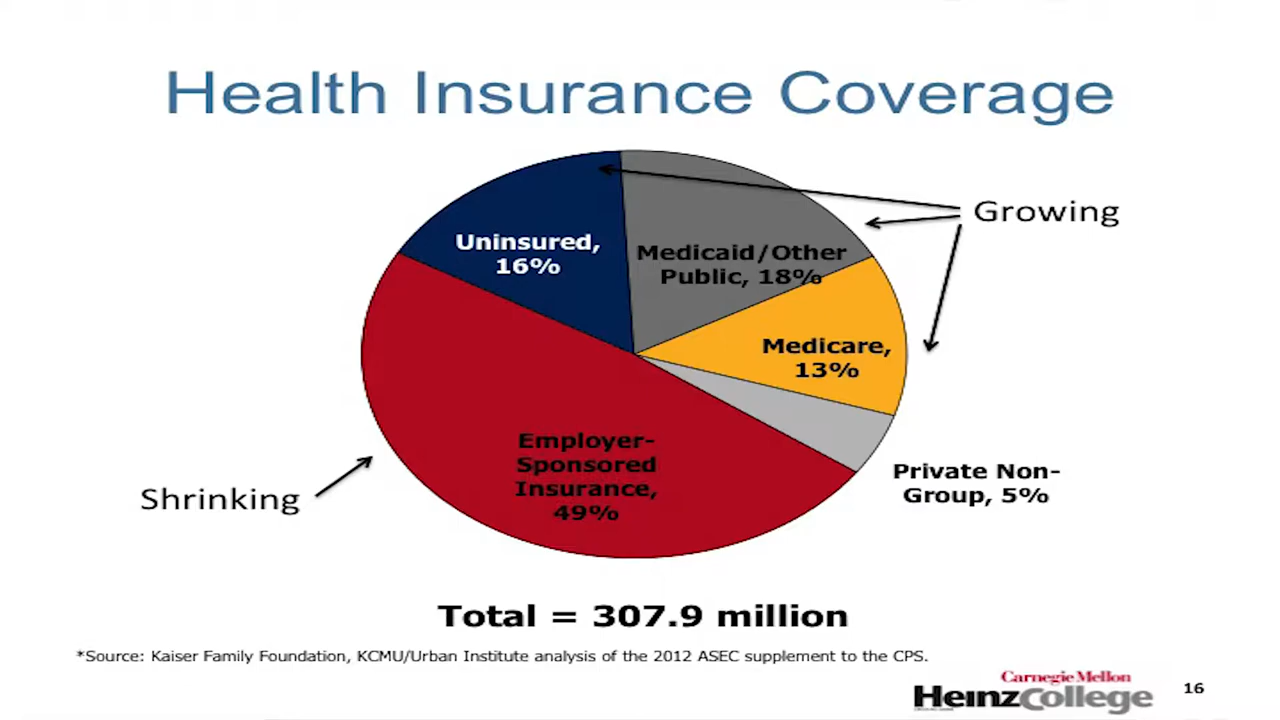 Health Insurance Coverage
Growing
Uninsured,
16%
Medicaid/Other
Public, 18%
Medicare,
13%
Employer-
Sponsored
Insurance,
49%
Private Non-
Group, 5%
Shrinking
Total = 307.9 million
*Source: Kaiser Family Foundation, KCMU/Urban Institute analysis of the 2012 ASEC supplement to the CPS.
Carnegie Mellon
HeinzCollege
16